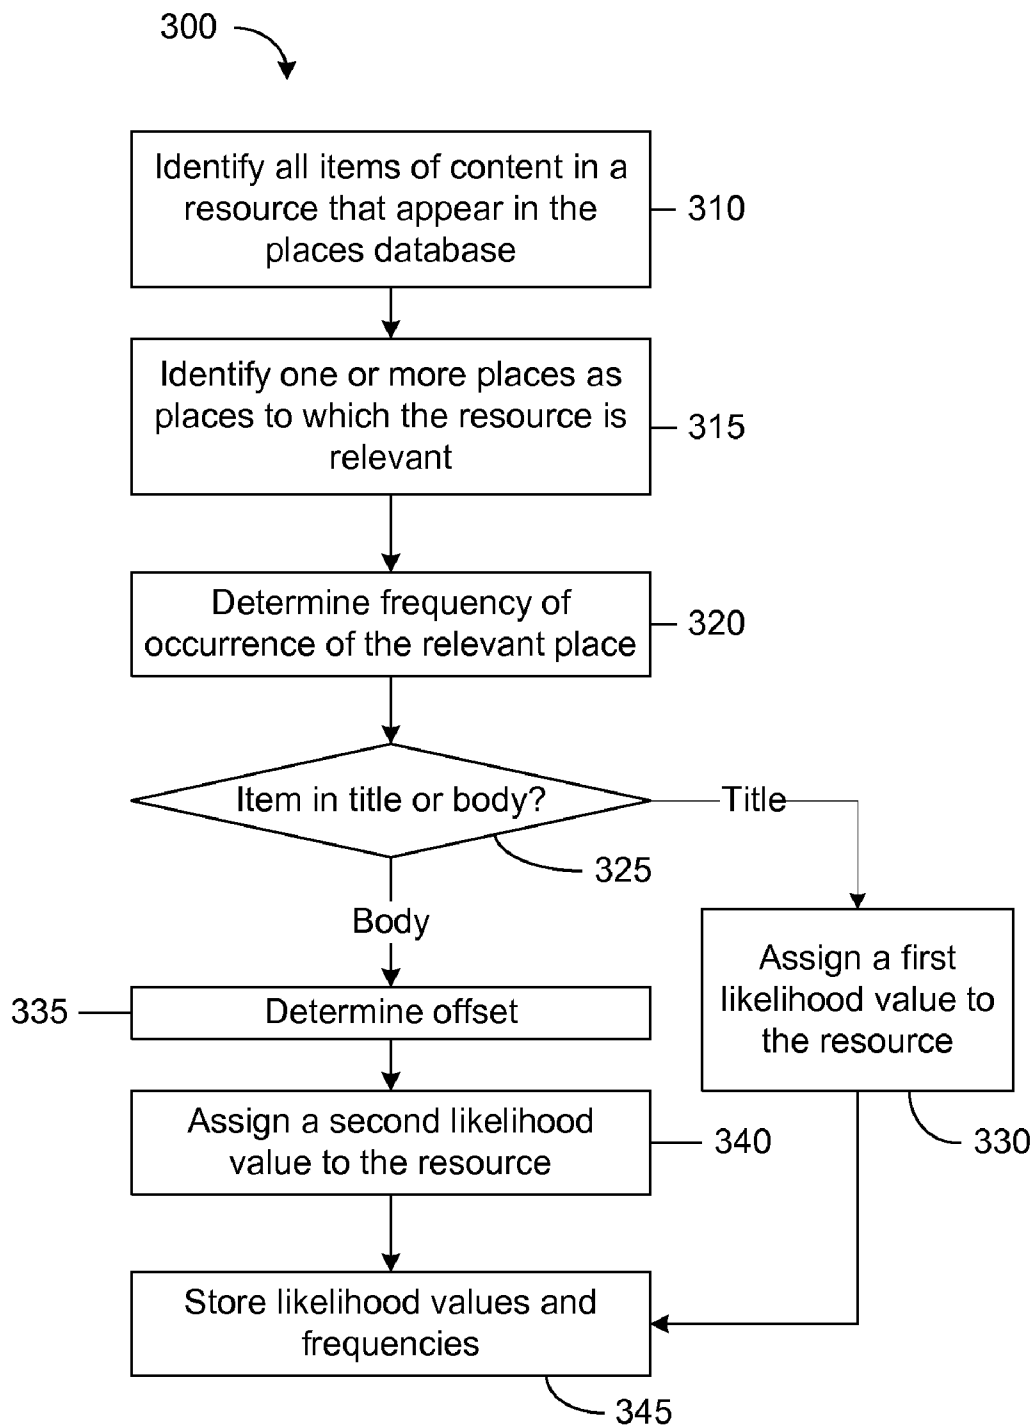 300
Identify all items of content in a
resource that appear in the
places database
310
Identify one or more places as
places to which the resource is
relevant
315
Determine frequency of
occurrence of the relevant place
320
Item in title or body?
Title
325
Body
Assign a first
likelihood value to
the resource
330
335
Determine offset
Assign a second likelihood
value to the resource
340
Store likelihood values and
frequencies
345